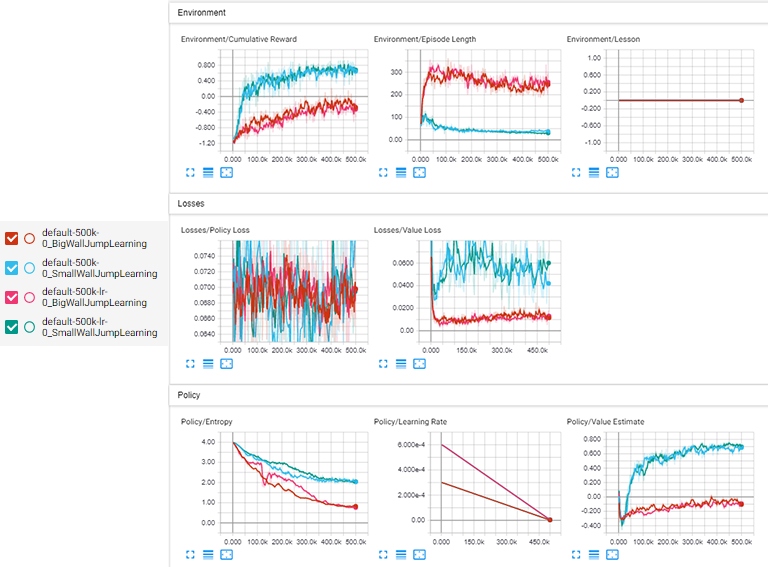 Environment
Environment/Cumulative Reward
Environment/Episode Length
Environment/Lesson
0.800
0.400
0.00
-0.400
-0.800
-1.20
0.000 100.0k 200.0k 300.0k 400.0k 500.0k
300
200
100
0.00
0.000 100.0k 200.0k 300.0k 400.0k 500.0k
1.00
0.600
0.200
-0.200
-0.600
-1.00
0.000 100.0k 200.0k 300.0k 400.0k 500.0k
Losses
Losses/Policy Loss
Losses/Value Loss
default-500k-
0_BigWallJumpLearning
default-500k-
0_SmallWallJumpLearning
default-500k-lr-
0_BigWallJumpLearning
default-500k-lr-
0_SmallWallJumpLearning
0.0740
0.0720
0.0700
0.0680
0.0660
0.0640
0.000 100.0k 200.0k 300.0k 400.0k 500.0k
0.0600
0.0400
0.0200
0.00
0.000 150.0k 300.0k 450.0k
Policy
Policy/Entropy
Policy/Learning Rate
Policy/Value Estimate
4.00
3.00
2.00
1.00
0.00
0.000 100.0k 200.0k 300.0k 400.0k 500.0k
6.000e-4
4.000e-4
2.000e-4
0.00
0.000 150.0k 300.0k 450.0k
0.800
0.600
0.400
0.200
0.00
-0.200
-0.400
0.000 100.0k 200.0k 300.0k 400.0k 500.0k